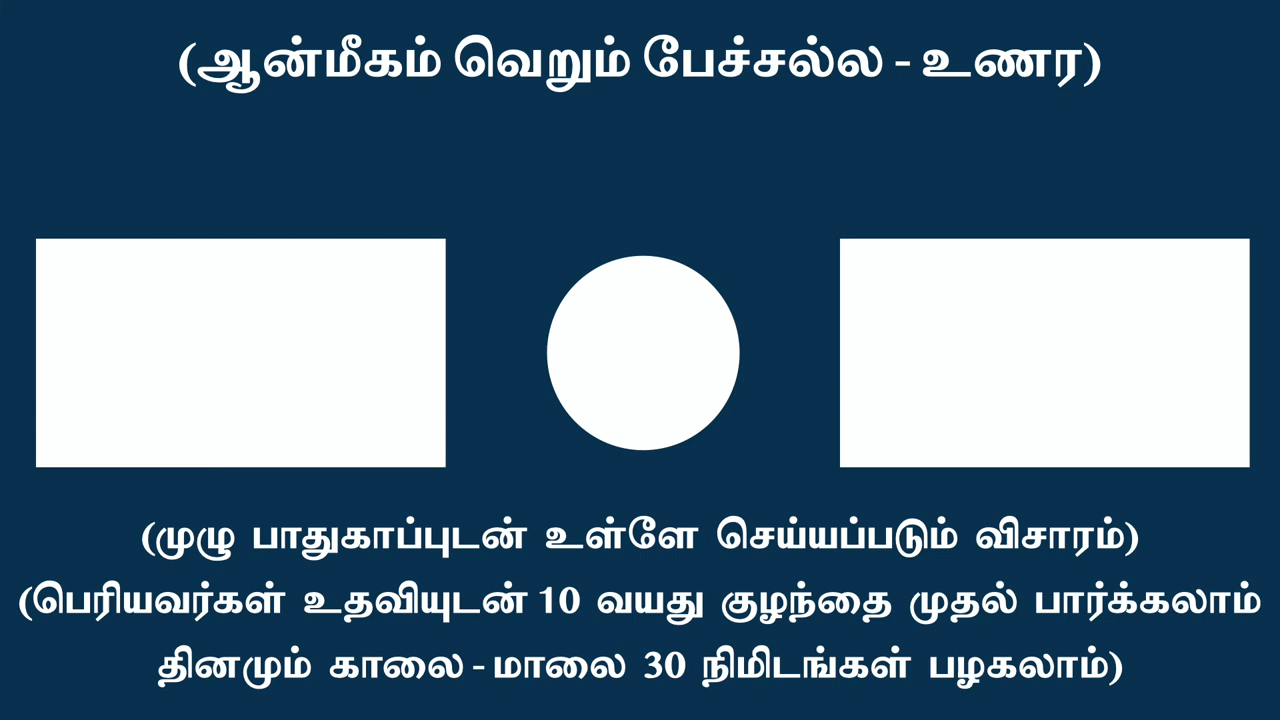 (ஆன்மீகம் வெறும் பேச்சல்ல - உணர)
(முழு பாதுகாப்புடன் உள்ளே செய்யப்படும் விசாரம்)
(பெரியவர்கள் உதவியுடன் 10 வயது குழந்தை முதல் பார்க்கலாம்
தினமும் காலை - மாலை 30 நிமிடங்கள் பழகலாம்)